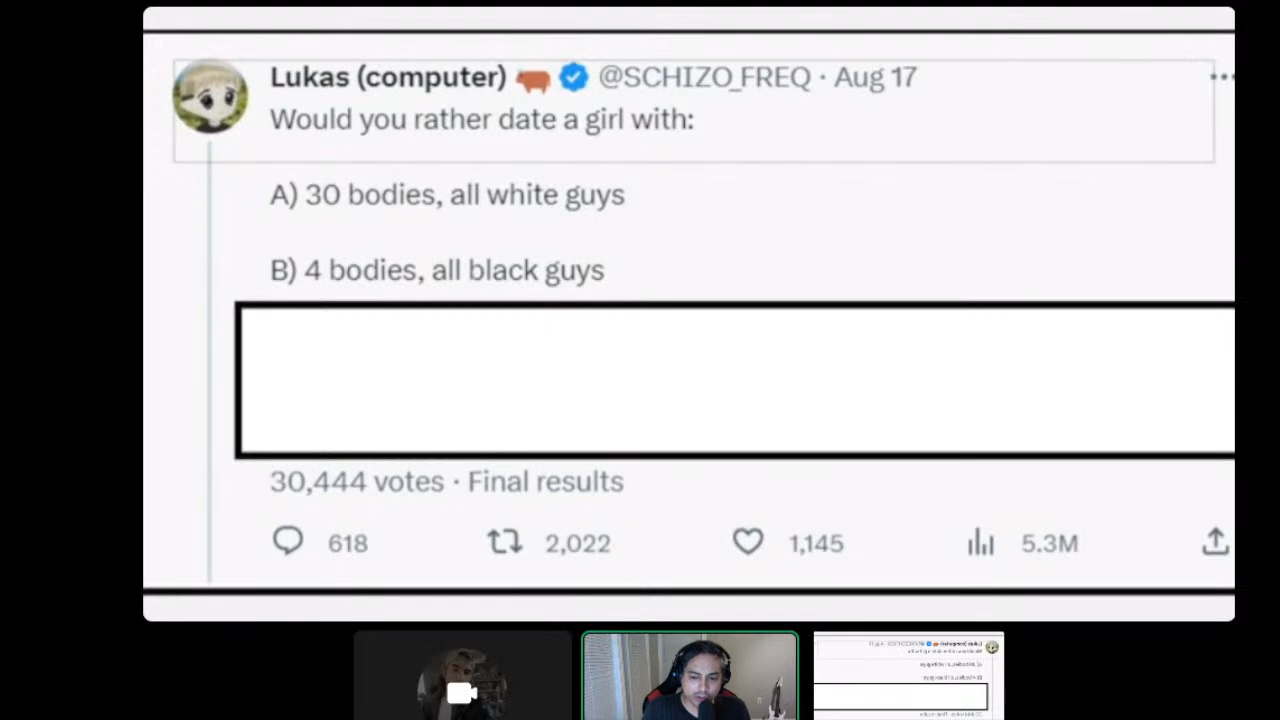 Lukas (computer) @SCHIZO_FREQ · Aug 17
Would you rather date a girl with:
A) 30 bodies, all white guys
B) 4 bodies, all black guys
30,444 votes · Final results
618 2,022 1,145 5.3M